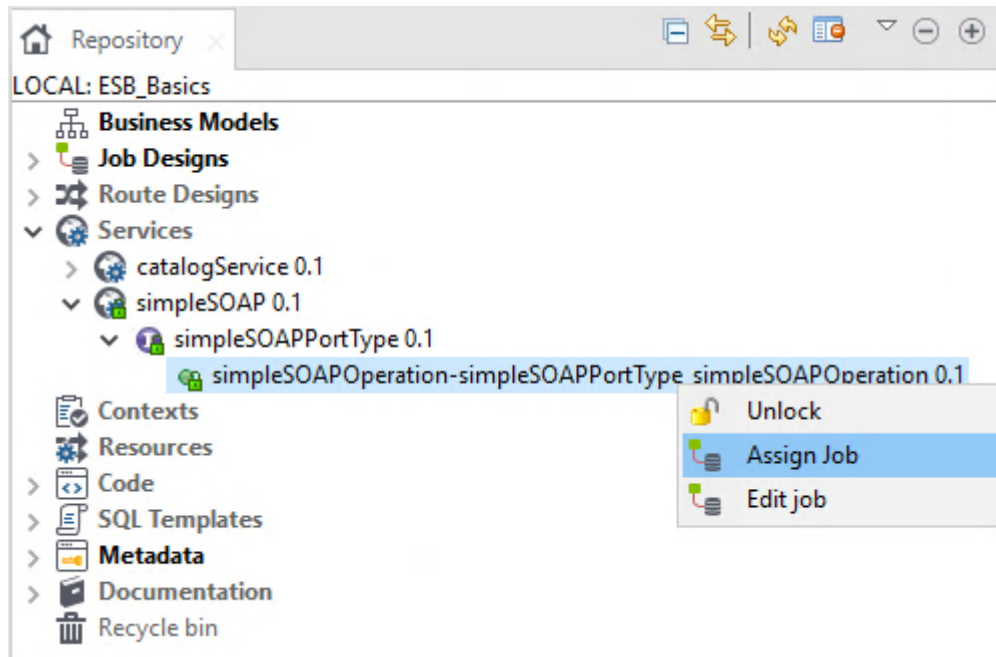 Repository
LOCAL: ESB_Basics
Business Models
Job Designs
Route Designs
Services
catalogService 0.1
simpleSOAP 0.1
simpleSOAPPortType 0.1
simpleSOAPOperation-simpleSOAPPortType_simpleSOAPOperation 0.1
Contexts
Unlock
Resources
Assign Job
Code
Edit job
SQL Templates
Metadata
Documentation
Recycle bin